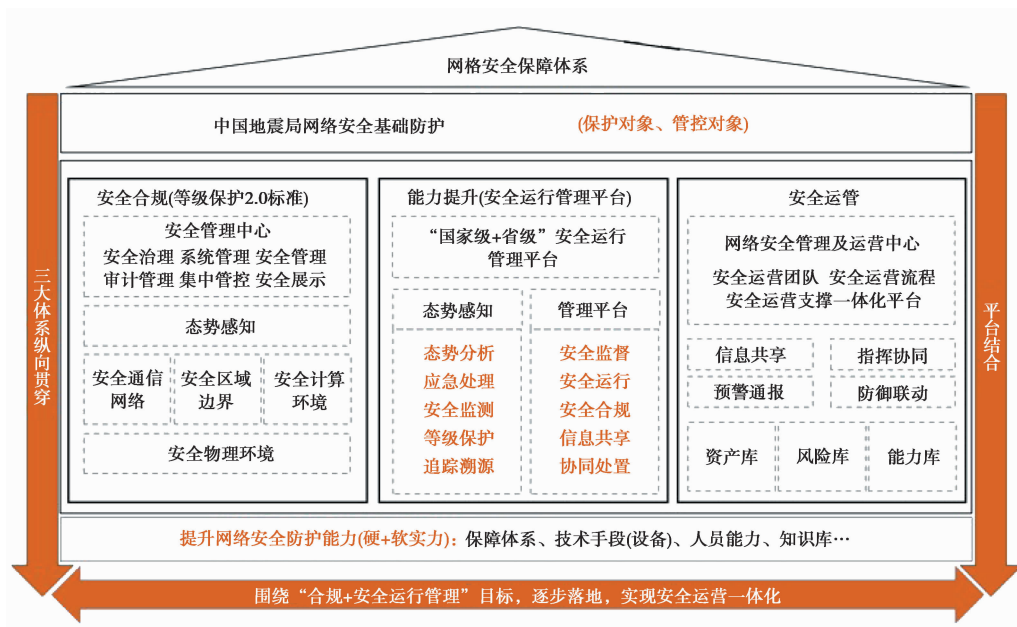 网格安全保障体系
中国地震局网络安全基础防护
(保护对象、管控对象)
三大体系纵向贯穿
安全合规(等级保护2.0标准)
安全管理中心
安全治理 系统管理 安全管理
审计管理 集中管控 安全展示
态势感知
安全通信
网络
安全区域
边界
安全计算
环境
安全物理环境
能力提升(安全运行管理平台)
“国家级+省级”安全运行
管理平台
态势感知
态势分析
应急处理
安全监测
等级保护
追踪溯源
管理平台
安全监督
安全运行
安全合规
信息共享
协同处置
安全运管
网络安全管理及运营中心
安全运营团队 安全运营流程
安全运营支撑一体化平台
信息共享
指挥协同
预警通报
防御联动
资产库
风险库
能力库
平台结合
提升网络安全防护能力(硬+软实力)：保障体系、技术手段(设备)、人员能力、知识库…
围绕“合规+安全运行管理”目标，逐步落地，实现安全运营一体化